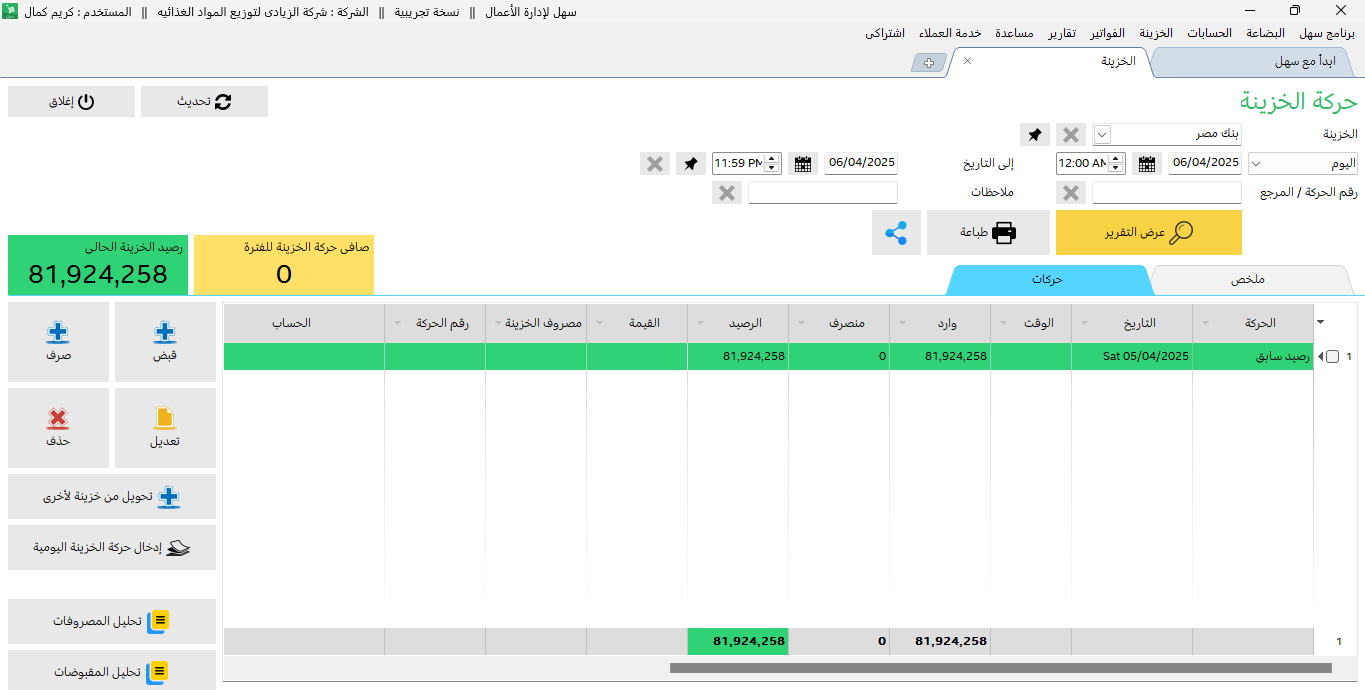 سهل لإدارة الأعمال || نسخة تجريبية || الشركة : شركة الزيادى لتوزيع المواد الغذائيه || المستخدم : كريم كمال
برنامج سهل البضاعة الحسابات الخزينة الفواتير تقارير مساعدة خدمة العملاء اشتراكى
ابدأ مع سهل
الخزينة
حركة الخزينة
تحديث
إغلاق
الخزينة بنك مصر
اليوم 06/04/2025 12:00 AM إلى التاريخ 06/04/2025 11:59 PM
رقم الحركة / المرجع ملاحظات
عرض التقرير
طباعة
صافى حركة الخزينة للفترة
0
رصيد الخزينة الحالى
81,924,258
ملخص
حركات
الحركة التاريخ الوقت وارد منصرف الرصيد القيمة مصروف الخزينة رقم الحركة الحساب
1 رصيد سابق Sat 05/04/2025 81,924,258 0 81,924,258
1 81,924,258 0 81,924,258
قبض
صرف
تعديل
حذف
تحويل من خزينة لأخرى
إدخال حركة الخزينة اليومية
تحليل المصروفات
تحليل المقبوضات